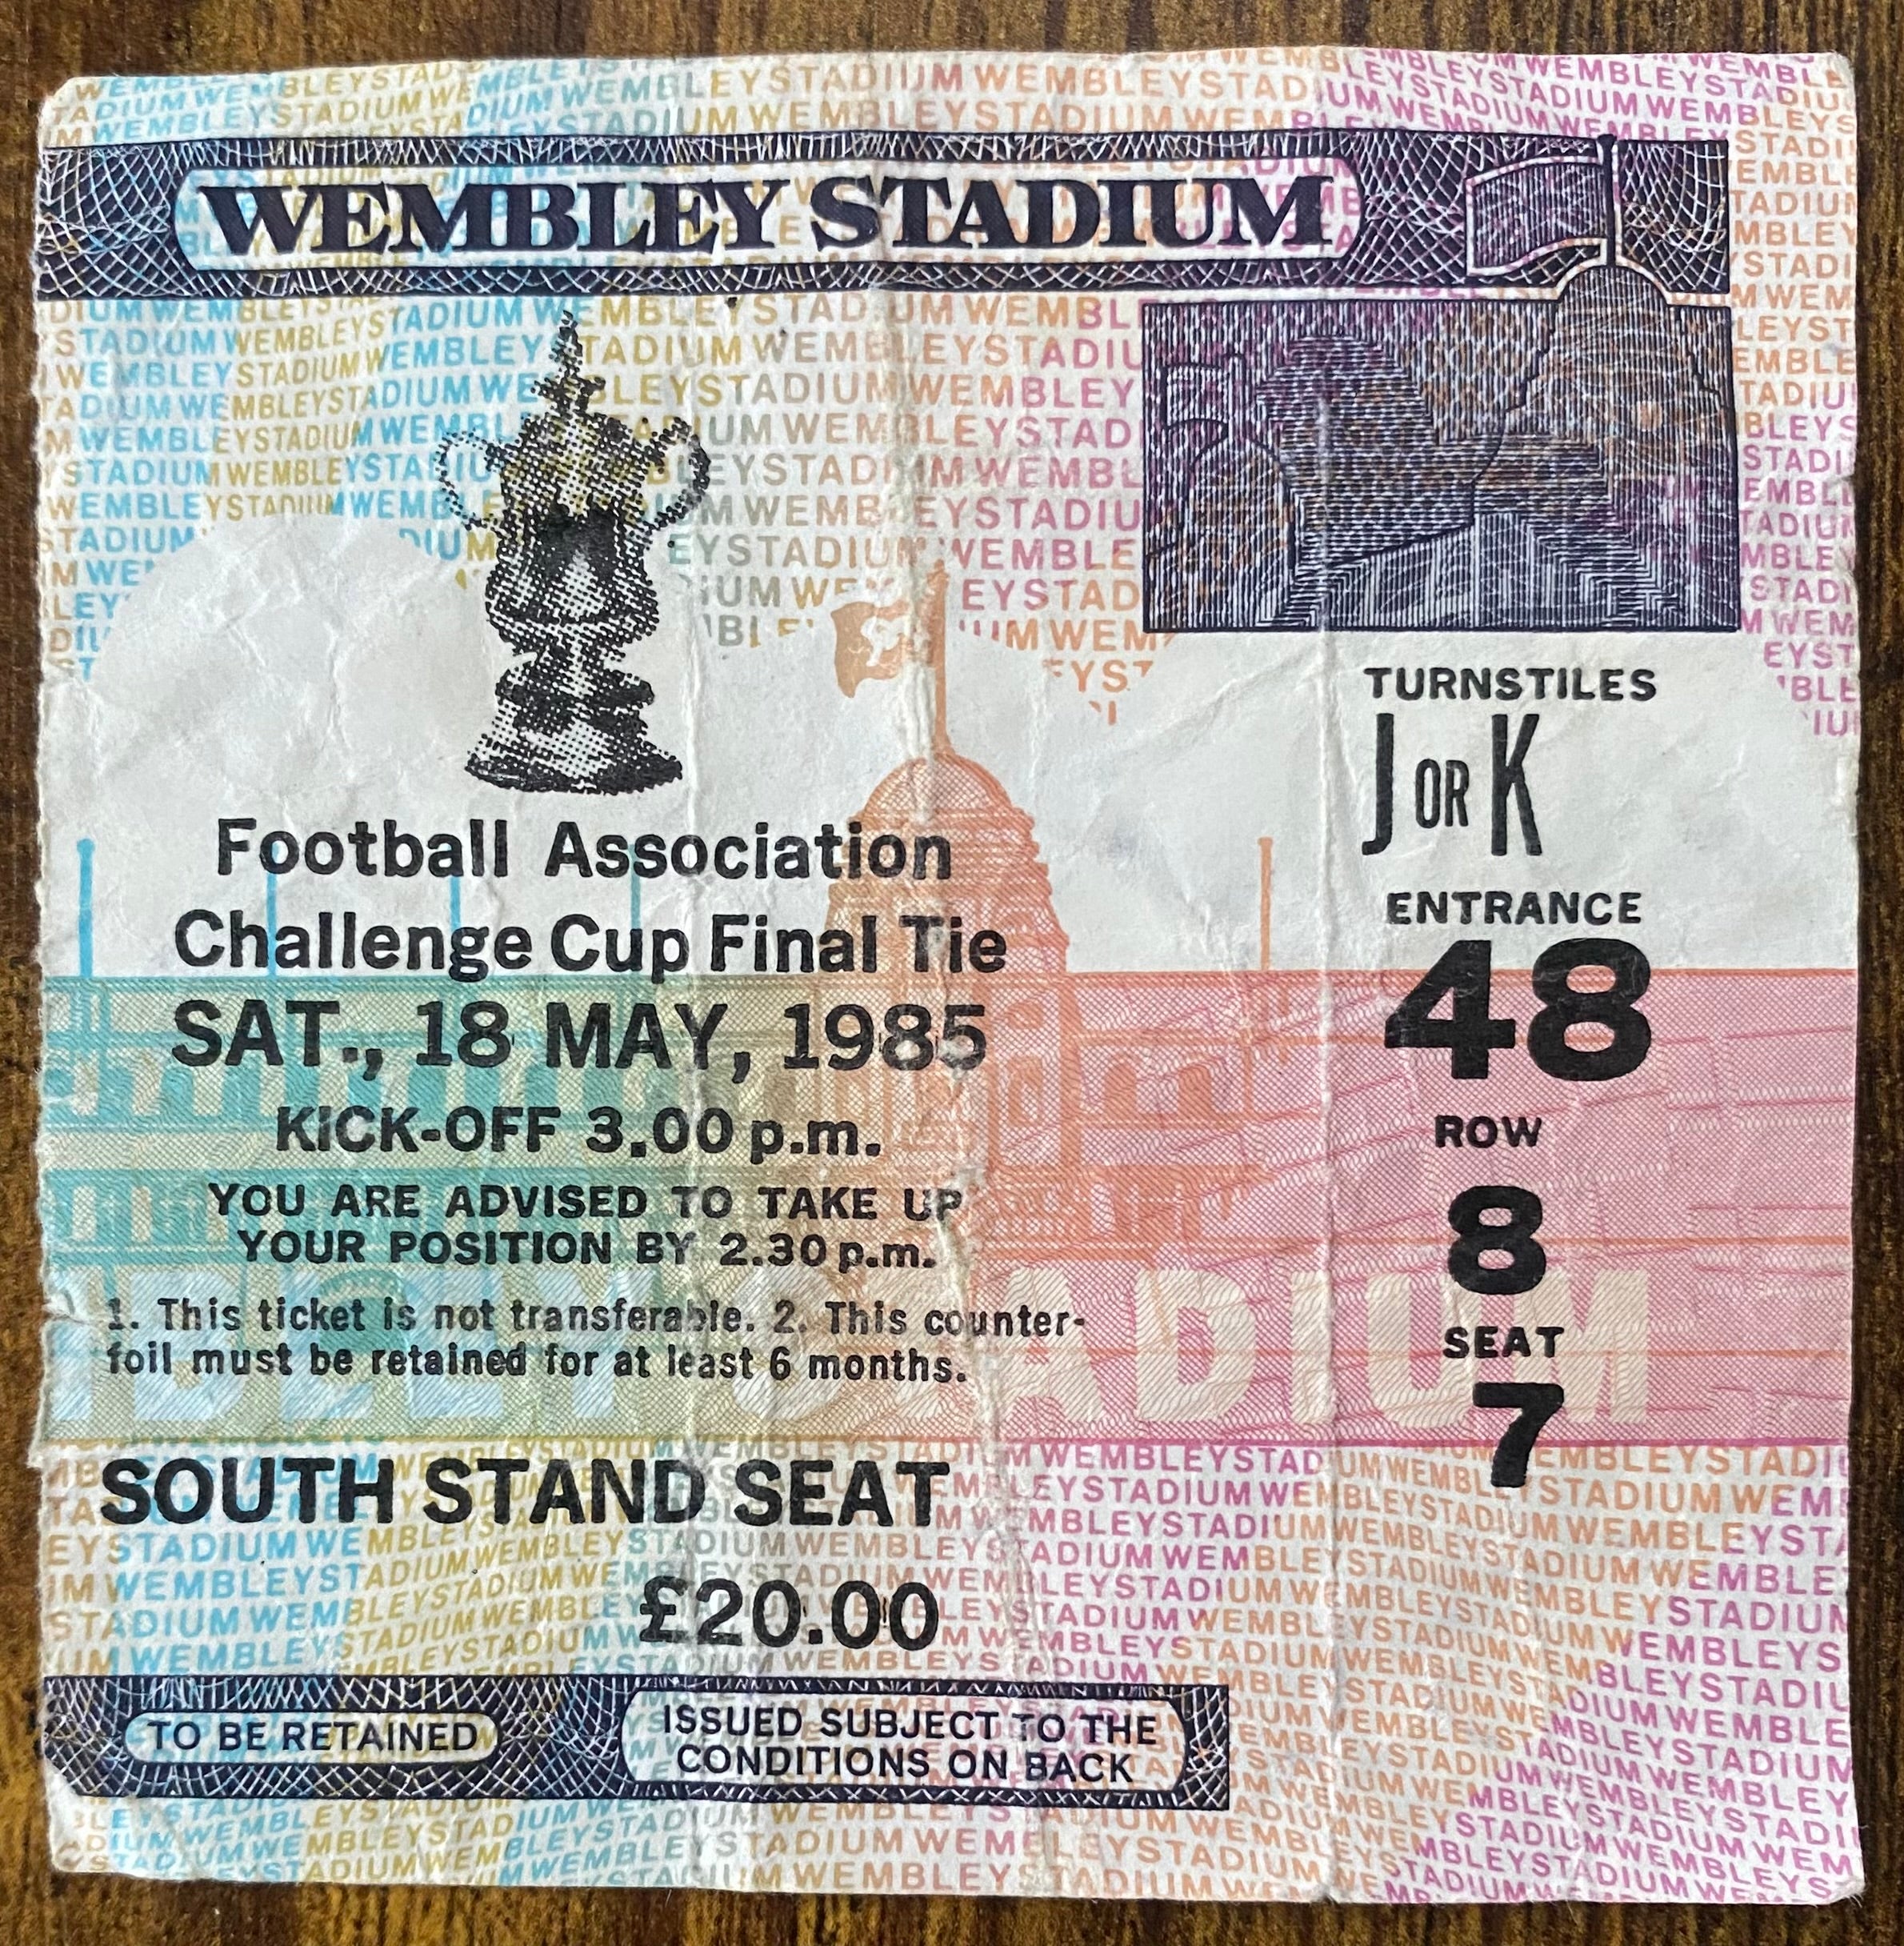 WEMBLEY STADIUM
Football Association
Challenge Cup Final Tie
SAT., 18 MAY, 1985
KICK-OFF 3.00 p.m.
YOU ARE ADVISED TO TAKE UP
YOUR POSITION BY 2.30 p.m.
1. This ticket is not transferable. 2. This counter-
foil must be retained for at least 6 months.
SOUTH STAND SEAT
£20.00
TO BE RETAINED
ISSUED SUBJECT TO THE
CONDITIONS ON BACK
TURNSTILES
J OR K
ENTRANCE
48
ROW
8
SEAT
7